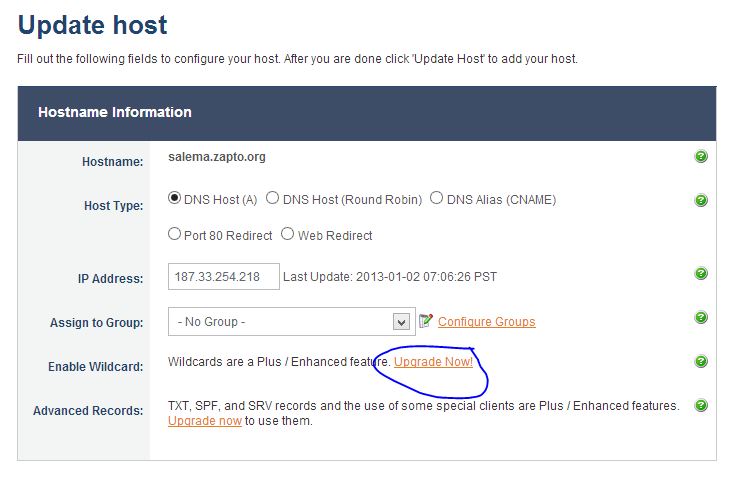 Update host
Fill out the following fields to configure your host. After you are done click 'Update Host' to add your host.
Hostname Information
Hostname: salema.zapto.org
Host Type: DNS Host (A) DNS Host (Round Robin) DNS Alias (CNAME)
Port 80 Redirect Web Redirect
IP Address: 187.33.254.218 Last Update: 2013-01-02 07:06:26 PST
Assign to Group: - No Group - Configure Groups
Enable Wildcard: Wildcards are a Plus / Enhanced feature. Upgrade Now!
Advanced Records: TXT, SPF, and SRV records and the use of some special clients are Plus / Enhanced features.
Upgrade now to use them.